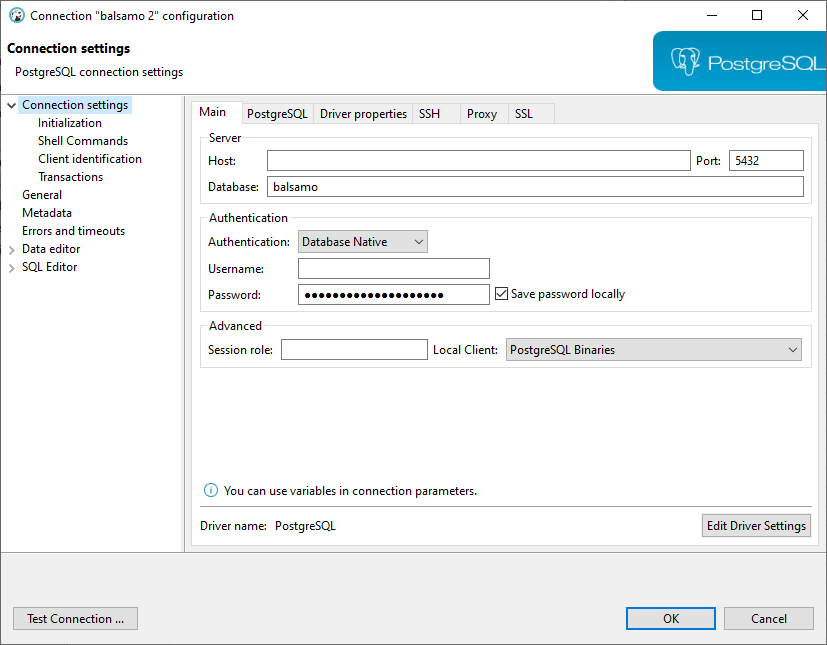 Connection "balsamo 2" configuration
Connection settings
PostgreSQL connection settings
PostgreSQL
Connection settings
Initialization
Shell Commands
Client identification
Transactions
General
Metadata
Errors and timeouts
Data editor
SQL Editor
Main PostgreSQL Driver properties SSH Proxy SSL
Server
Host: Port: 5432
Database: balsamo
Authentication
Authentication: Database Native
Username:
Password: ●●●●●●●●●●●●●●●●●●●● Save password locally
Advanced
Session role: Local Client: PostgreSQL Binaries
You can use variables in connection parameters.
Driver name: PostgreSQL Edit Driver Settings
Test Connection ... OK Cancel